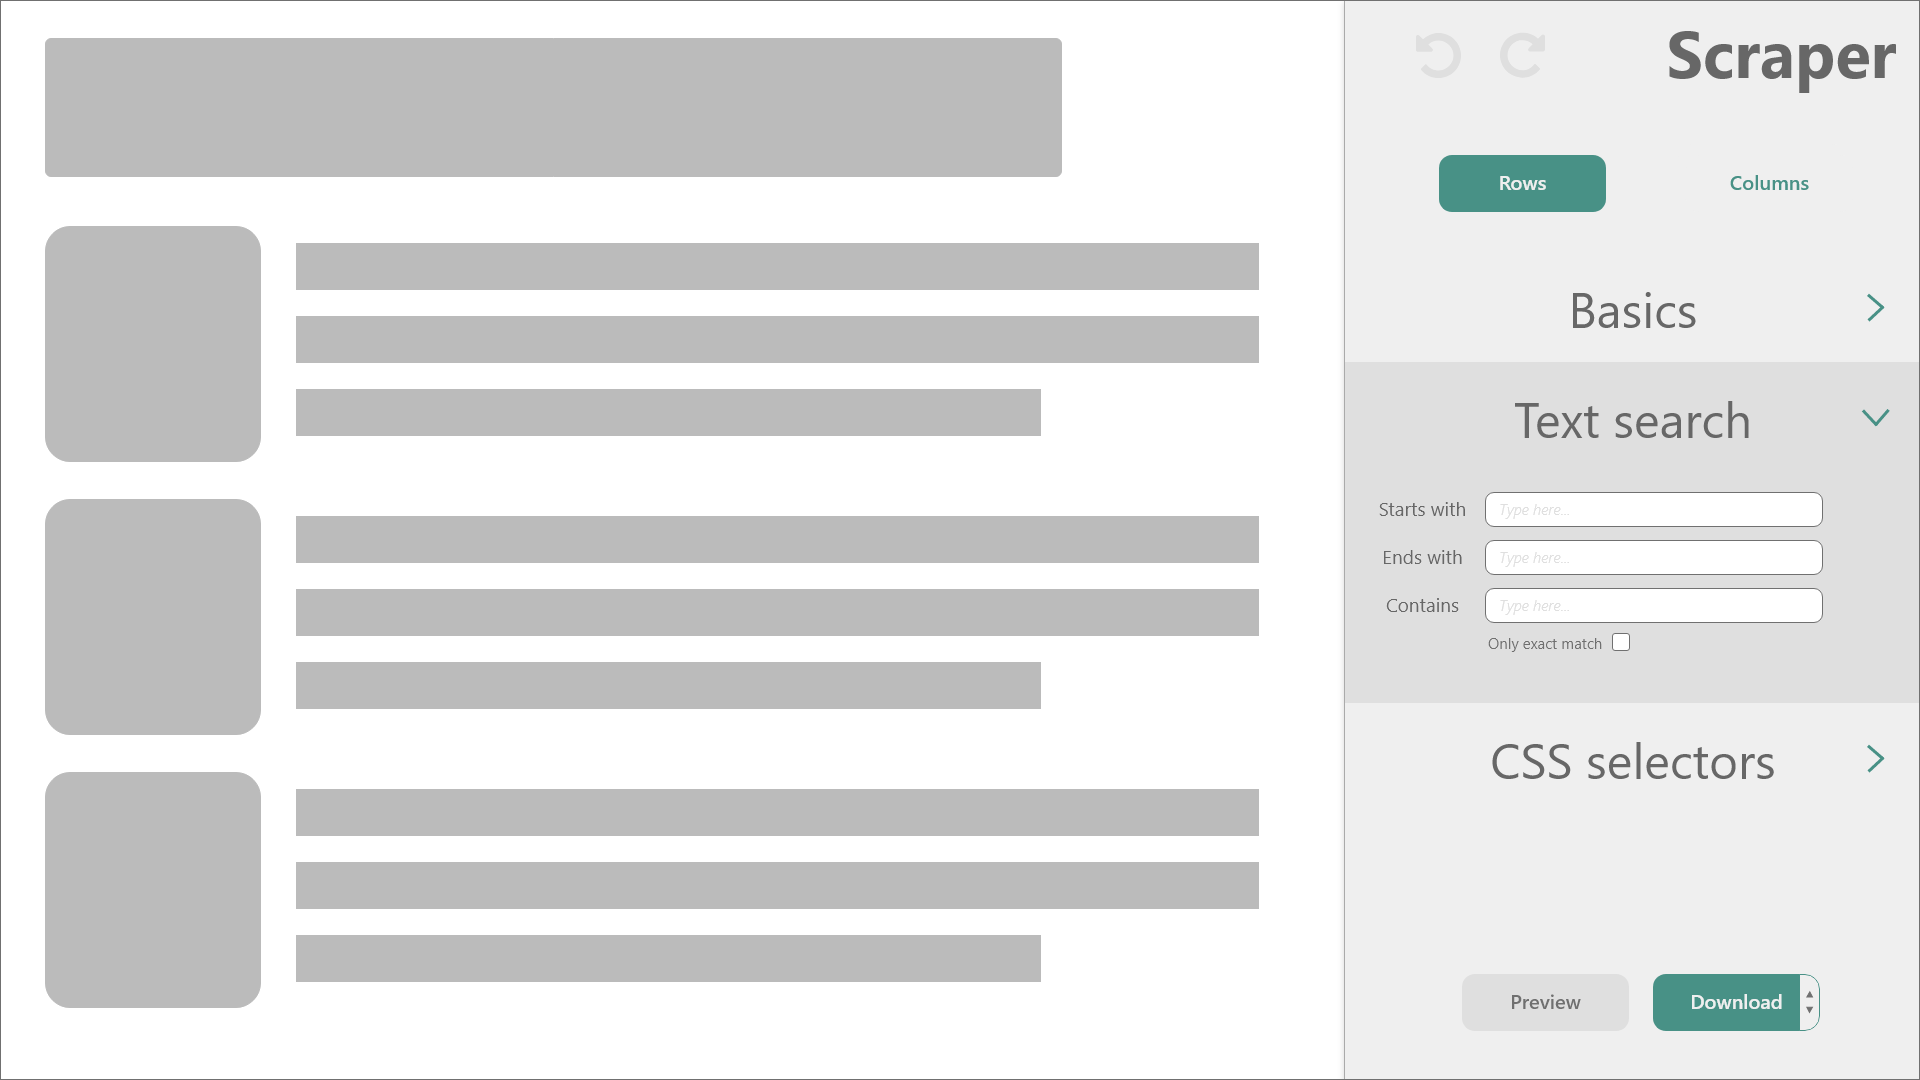 Scraper
Rows
Columns
Basics
Text search
Starts with
Type here...
Ends with
Type here...
Contains
Type here...
Only exact match
CSS selectors
Preview
Download